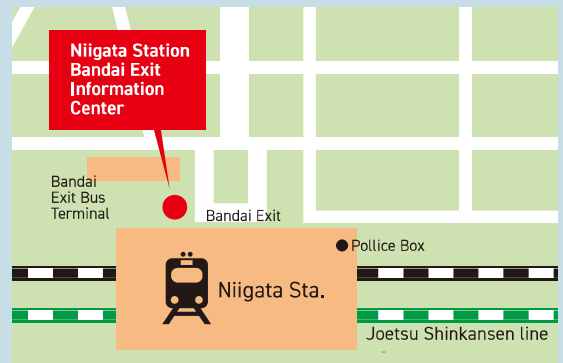 Niigata Station
Bandai Exit
Information
Center
Bandai
Exit Bus
Terminal
Bandai Exit
Pollice Box
Niigata Sta.
Joetsu Shinkansen line